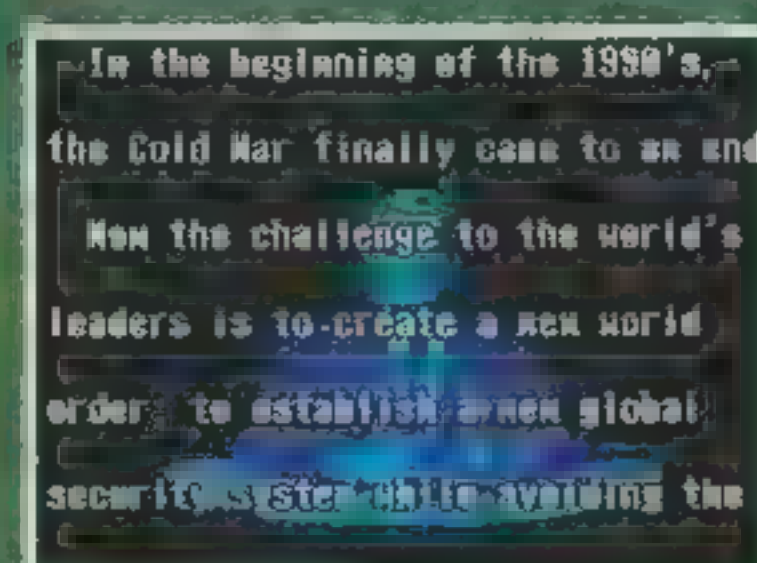 In the beginning of the 1990's,
the Cold War finally came to an end
Now the challenge to the world's
leaders is to create a new world
order, to establish a new global
security system while avoiding the